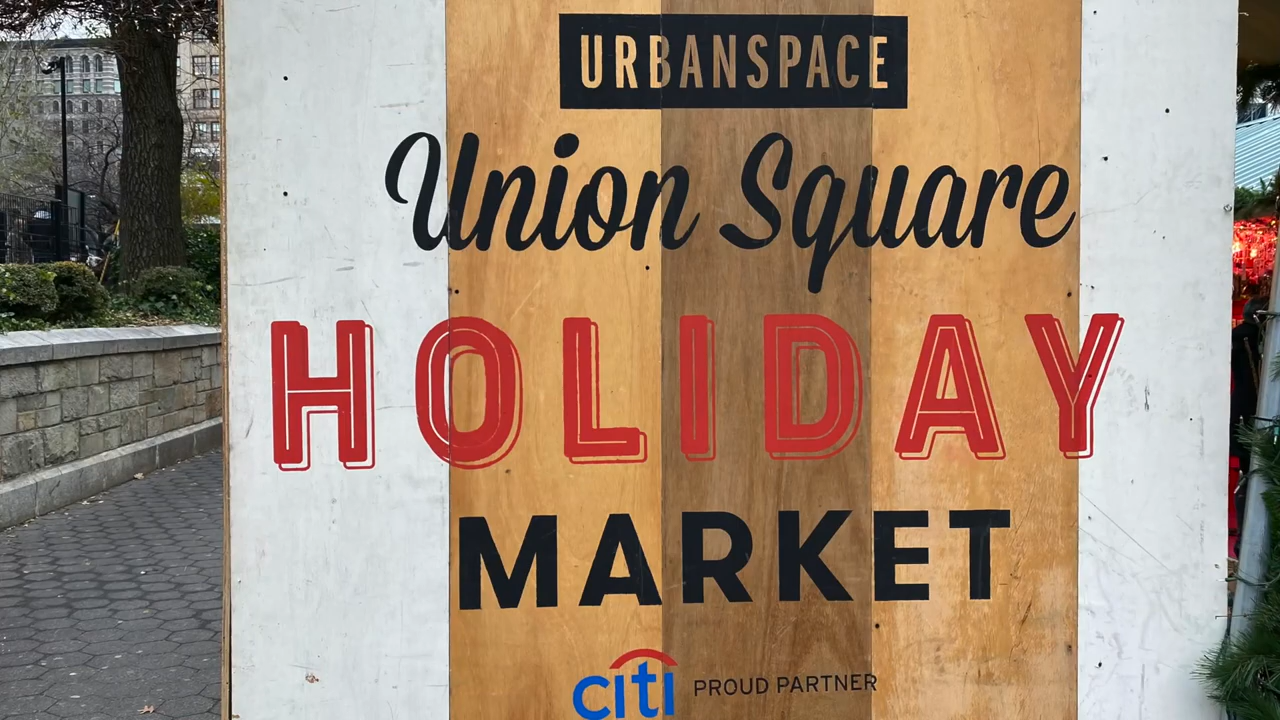 URBANSPACE
Union Square
HOLIDAY
MARKET
citi PROUD PARTNER